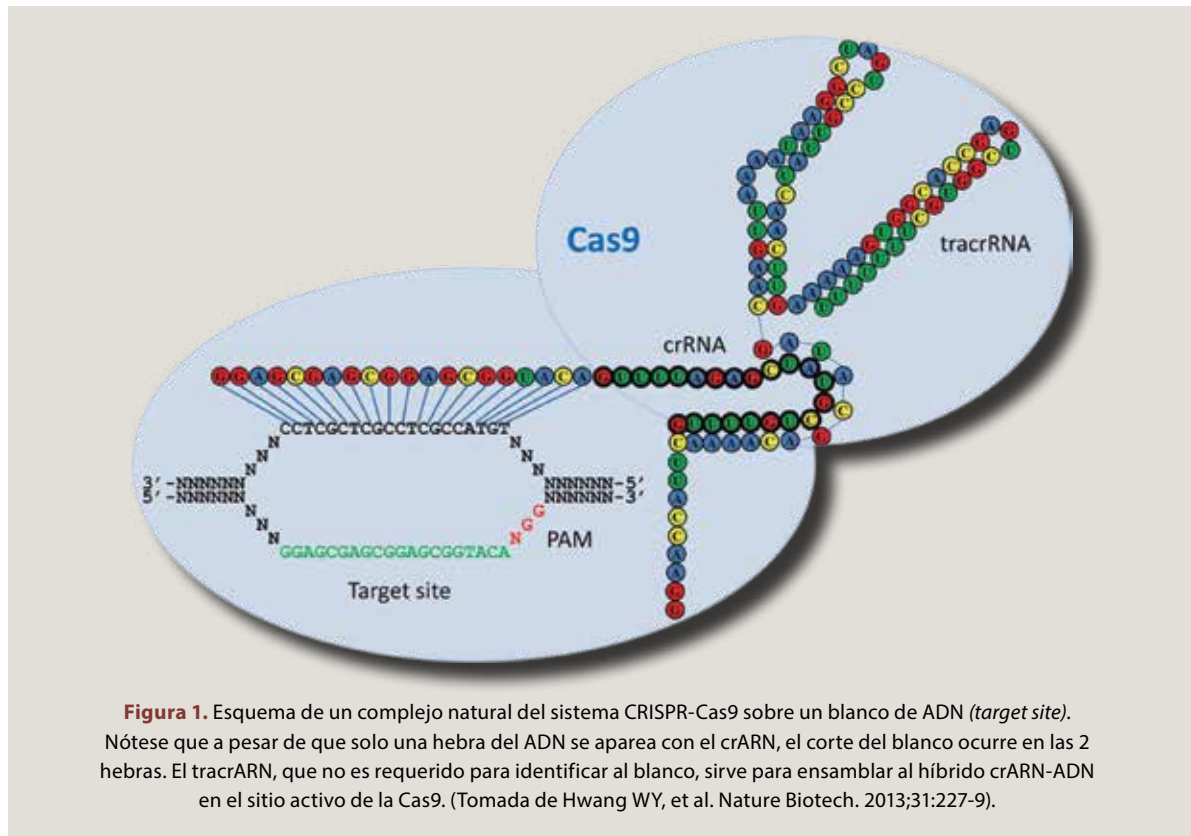 Cas9
tracrRNA
crRNA
GGAGCGAGCGGAGCGGUACAGUUUUAGAG
CCTCGCTCGCCTCGCCATGT
3'-NNNNNN NNNNNN-5'
5'-NNNNNN NNNNNN-3'
NGG
PAM
GGAGCGAGCGGAGCGGTACA
Target site
Figura 1. Esquema de un complejo natural del sistema CRISPR-Cas9 sobre un blanco de ADN (target site).
Nótese que a pesar de que solo una hebra del ADN se aparea con el crARN, el corte del blanco ocurre en las 2
hebras. El tracrARN, que no es requerido para identificar al blanco, sirve para ensamblar al híbrido crARN-ADN
en el sitio activo de la Cas9. (Tomada de Hwang WY, et al. Nature Biotech. 2013;31:227-9).